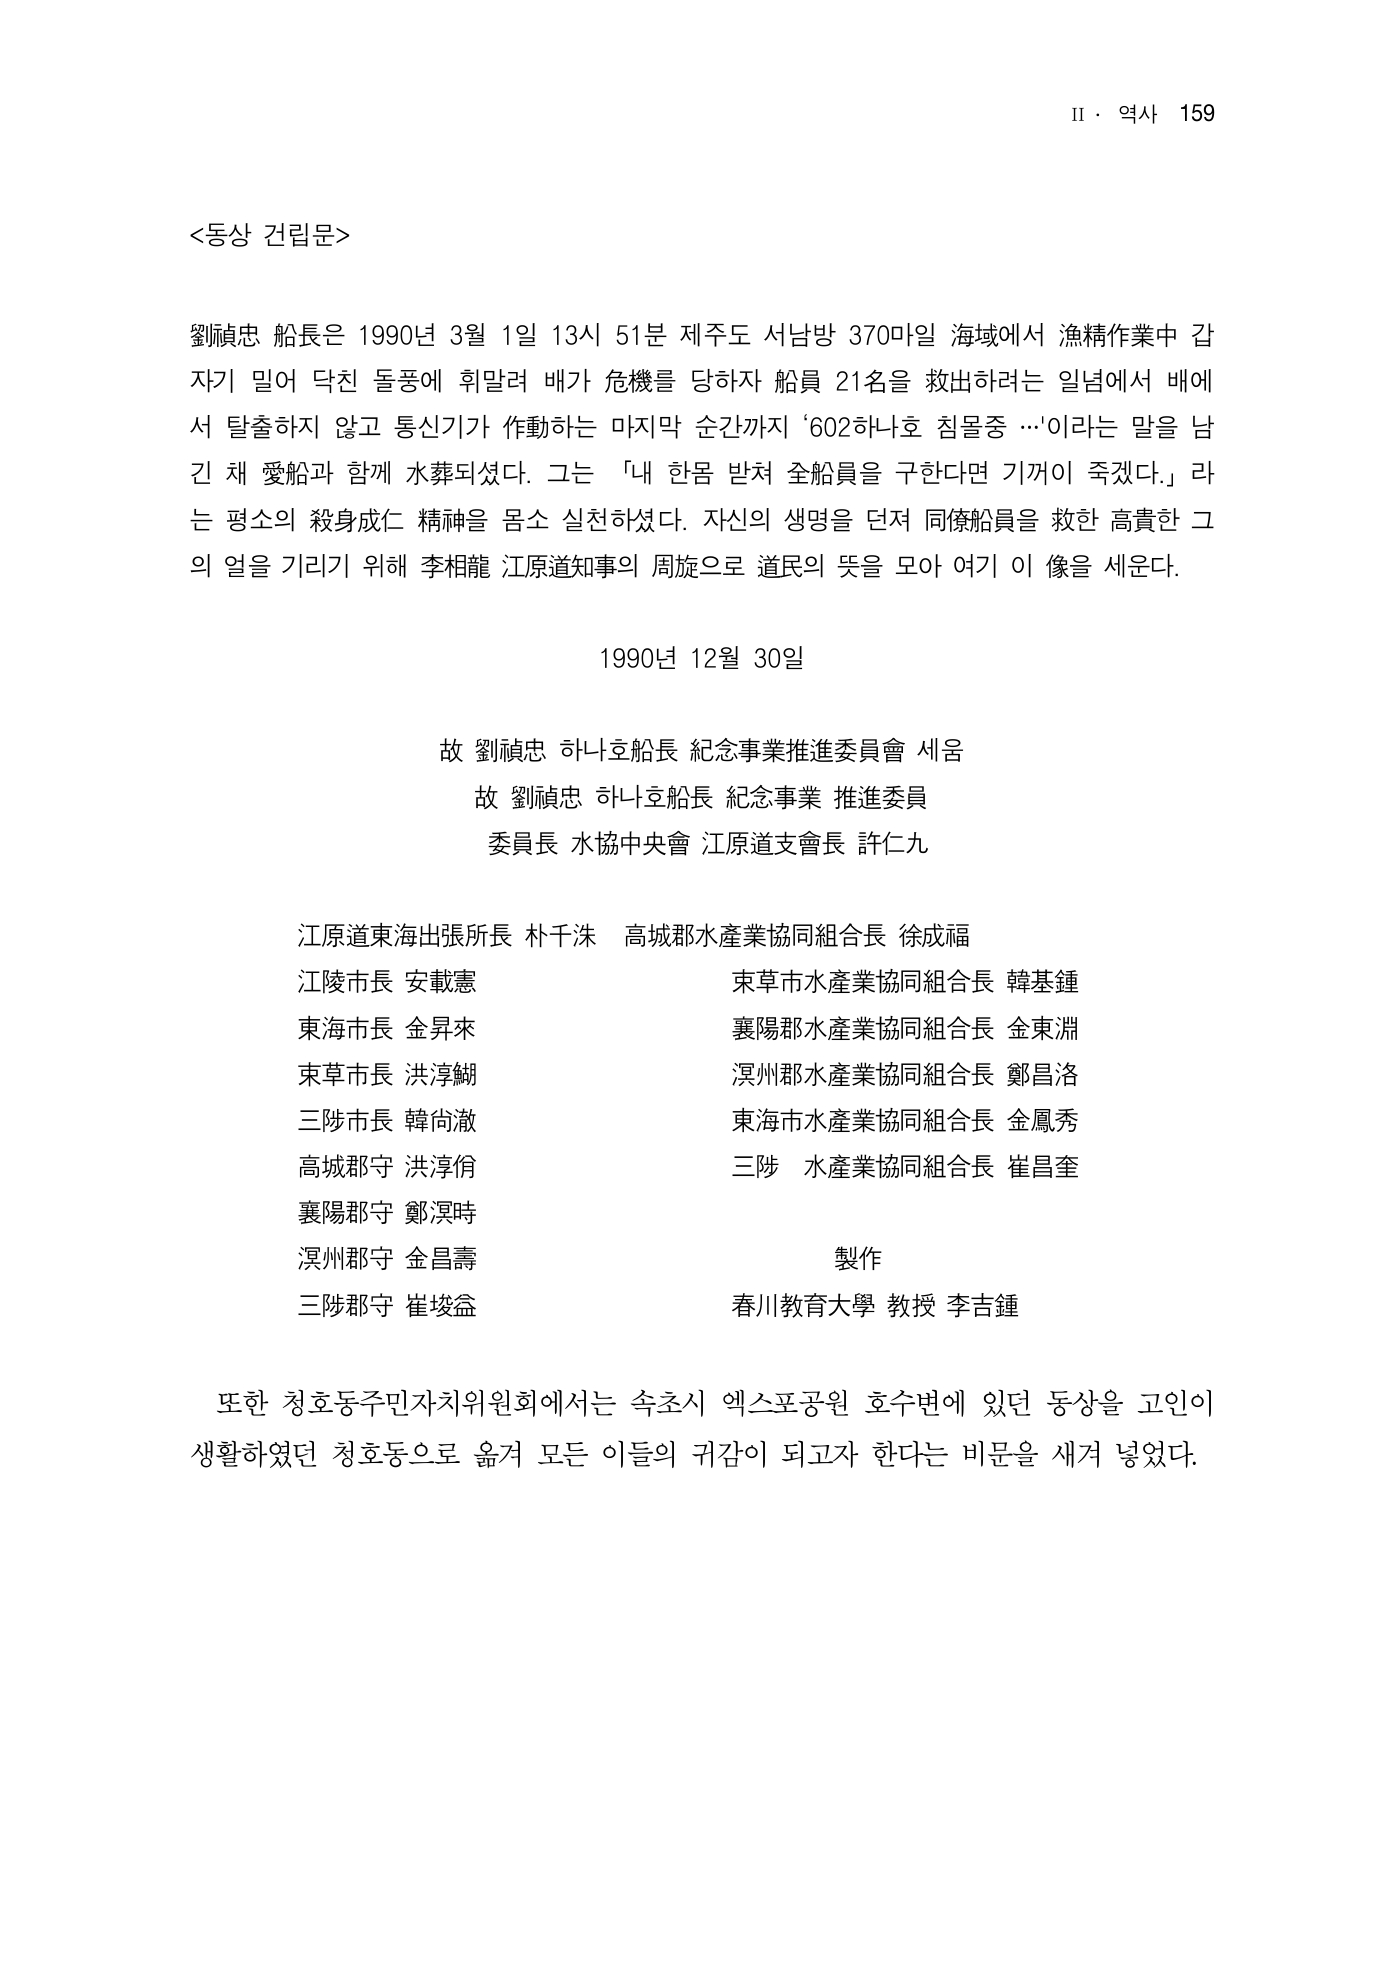 II · 역사 159
<동상 건립문>
劉禎忠 船長은 1990년 3월 1일 13시 51분 제주도 서남방 370마일 海域에서 漁精作業中 갑
자기 밀어 닥친 돌풍에 휘말려 배가 危機를 당하자 船員 21名을 救出하려는 일념에서 배에
서 탈출하지 않고 통신기가 作動하는 마지막 순간까지 ‘602하나호 침몰중 …'이라는 말을 남
긴 채 愛船과 함께 水葬되셨다. 그는 「내 한몸 받쳐 全船員을 구한다면 기꺼이 죽겠다.」라
는 평소의 殺身成仁 精神을 몸소 실천하셨다. 자신의 생명을 던져 同僚船員을 救한 高貴한 그
의 얼을 기리기 위해 李相龍 江原道知事의 周旋으로 道民의 뜻을 모아 여기 이 像을 세운다.
1990년 12월 30일
故 劉禎忠 하나호船長 紀念事業推進委員會 세움
故 劉禎忠 하나호船長 紀念事業 推進委員
委員長 水協中央會 江原道支會長 許仁九
江原道東海出張所長 朴千洙 高城郡水產業協同組合長 徐成福
江陵市長 安載憲 束草市水產業協同組合長 韓基鍾
東海市長 金昇來 襄陽郡水產業協同組合長 金東淵
束草市長 洪淳鯯 溟州郡水產業協同組合長 鄭昌洛
三陟市長 韓尙澈 東海市水產業協同組合長 金鳳秀
高城郡守 洪淳佾 三陟 水產業協同組合長 崔昌奎
襄陽郡守 鄭溟時
溟州郡守 金昌壽 製作
三陟郡守 崔埈益 春川敎育大學 敎授 李吉鍾
또한 청호동주민자치위원회에서는 속초시 엑스포공원 호수변에 있던 동상을 고인이
생활하였던 청호동으로 옮겨 모든 이들의 귀감이 되고자 한다는 비문을 새겨 넣었다.